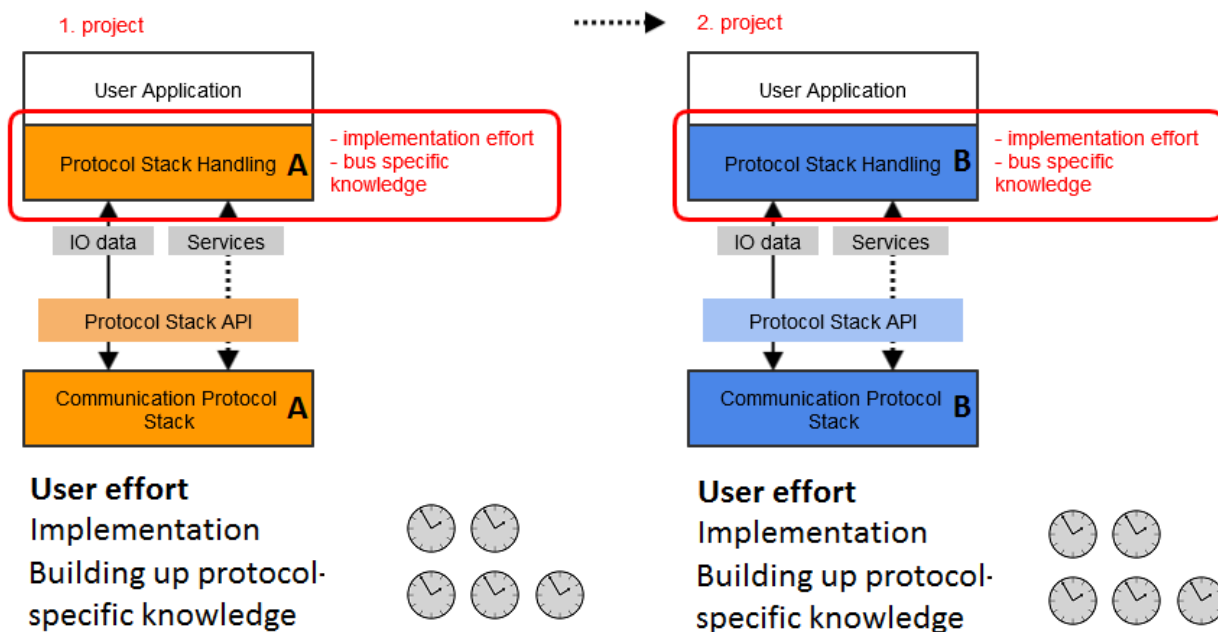 1. project
User Application
Protocol Stack Handling A
- implementation effort
- bus specific
knowledge
IO data
Services
Protocol Stack API
Communication Protocol
Stack
A
User effort
Implementation
Building up protocol-
specific knowledge
2. project
User Application
Protocol Stack Handling B
- implementation effort
- bus specific
knowledge
IO data
Services
Protocol Stack API
Communication Protocol
Stack
B
User effort
Implementation
Building up protocol-
specific knowledge